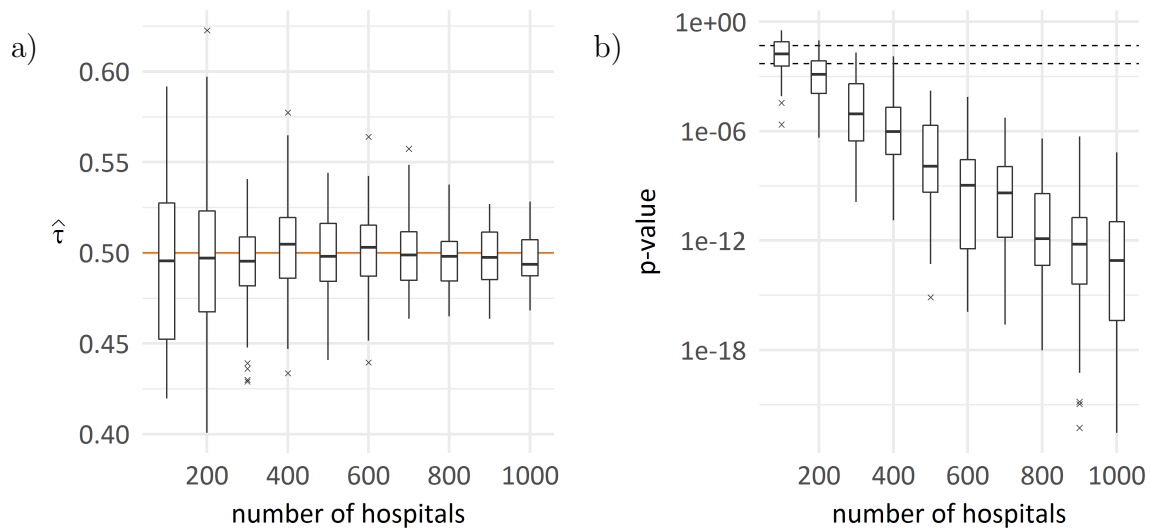 a)
0.60
0.55
0.50
0.45
0.40
τ̂
200 400 600 800 1000
number of hospitals
b)
1e+00
1e-06
1e-12
1e-18
p-value
200 400 600 800 1000
number of hospitals